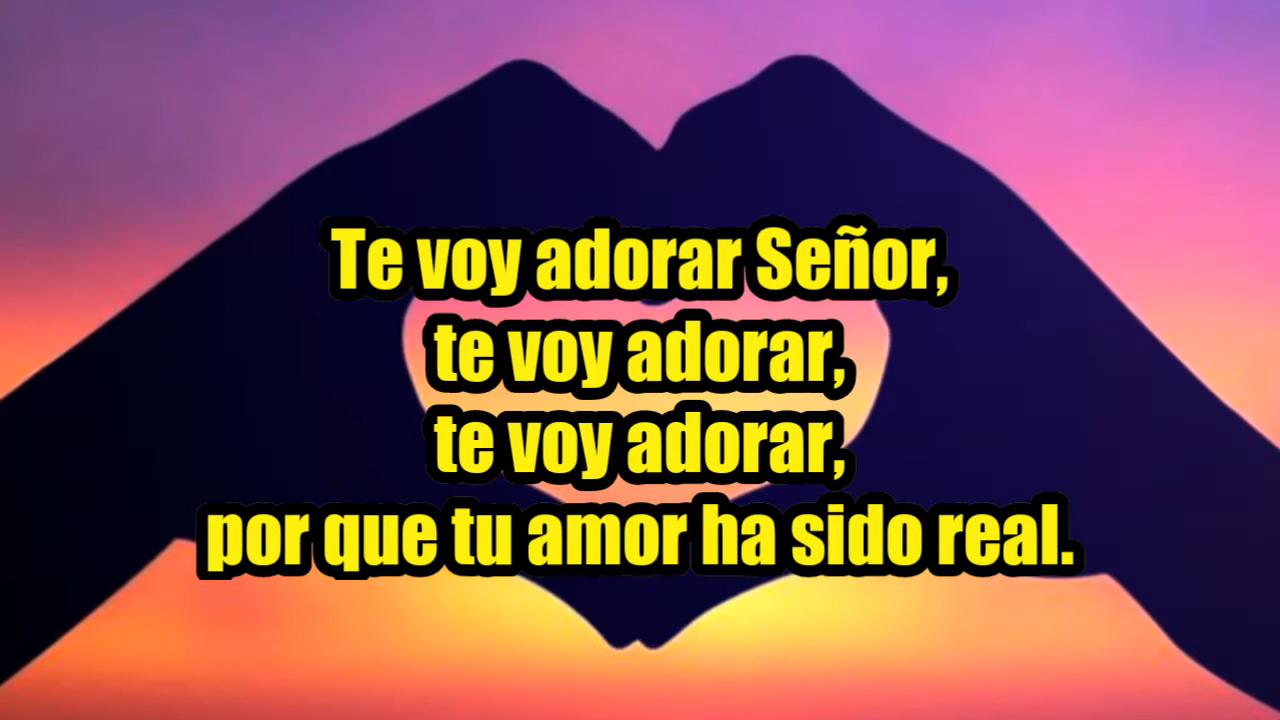 Te voy adorar Señor,
te voy adorar,
te voy adorar,
por que tu amor ha sido real.